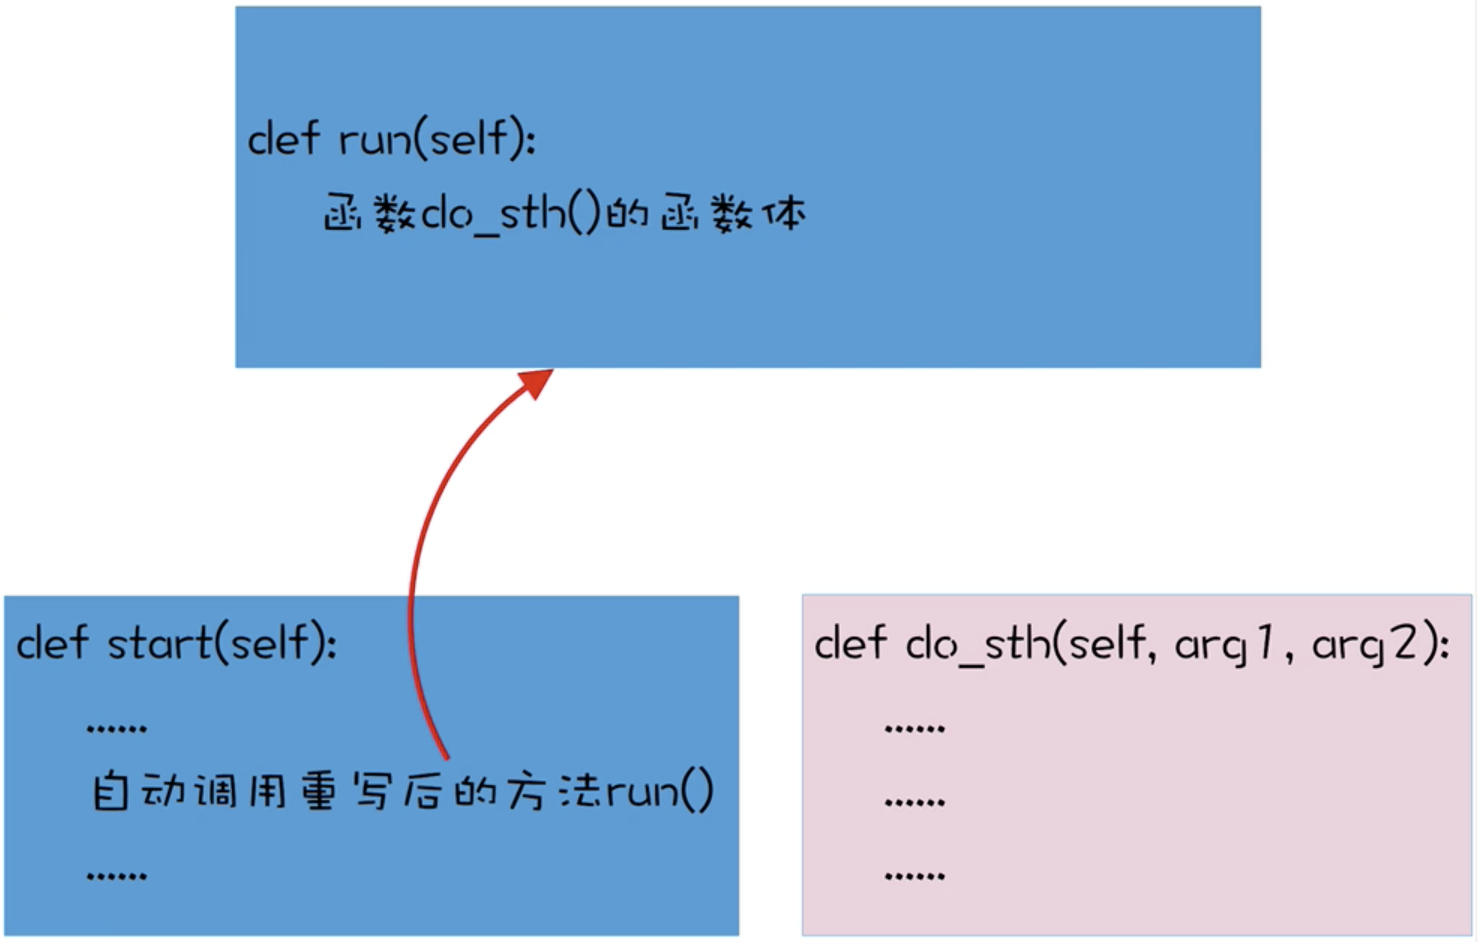 def run(self):
函数do_sth()的函数体
def start(self):
......
自动调用重写后的方法run()
......
def do_sth(self, arg1, arg2):
......
......
......